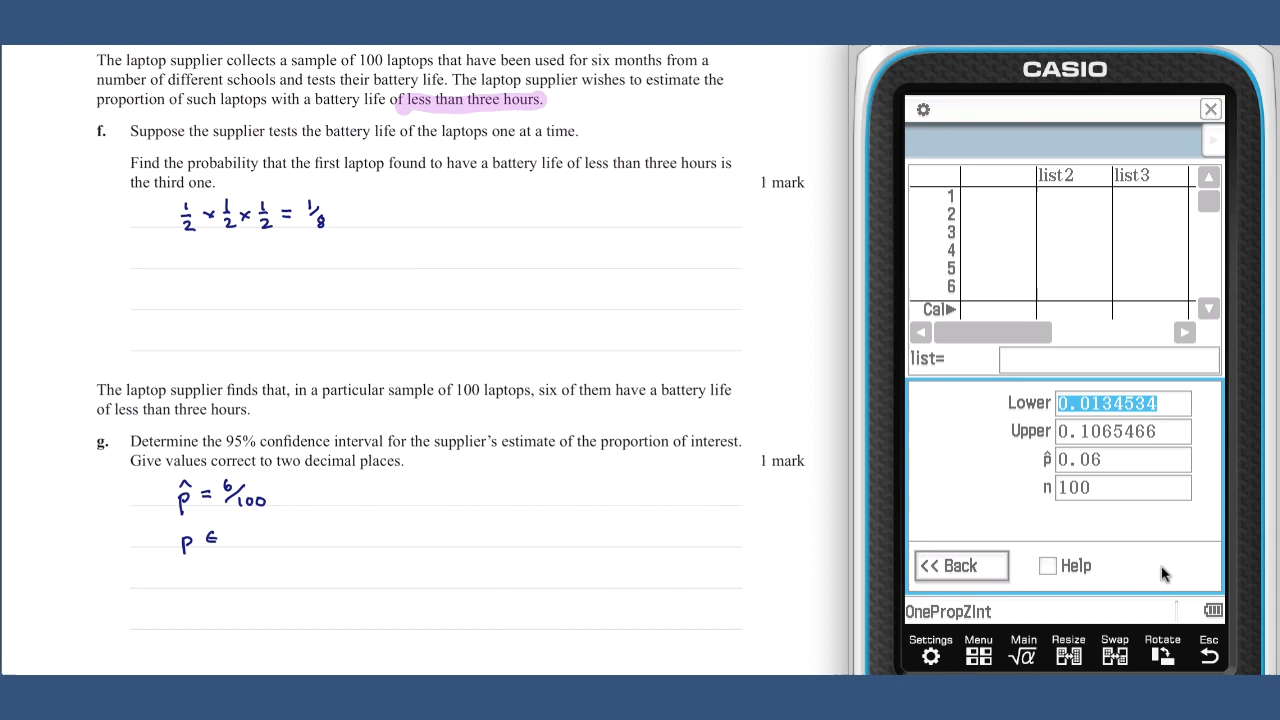 The laptop supplier collects a sample of 100 laptops that have been used for six months from a
number of different schools and tests their battery life. The laptop supplier wishes to estimate the
proportion of such laptops with a battery life of less than three hours.
f. Suppose the supplier tests the battery life of the laptops one at a time.
Find the probability that the first laptop found to have a battery life of less than three hours is
the third one. 1 mark
1/2 × 1/2 × 1/2 = 1/8
The laptop supplier finds that, in a particular sample of 100 laptops, six of them have a battery life
of less than three hours.
g. Determine the 95% confidence interval for the supplier's estimate of the proportion of interest.
Give values correct to two decimal places. 1 mark
p̂ = 6/100
p ∈
CASIO
list2 list3
1
2
3
4
5
6
Cal▶
list=
Lower 0.0134534
Upper 0.1065466
p̂ 0.06
n 100
<< Back Help
OnePropZInt
Settings Menu Main Resize Swap Rotate Esc
√α